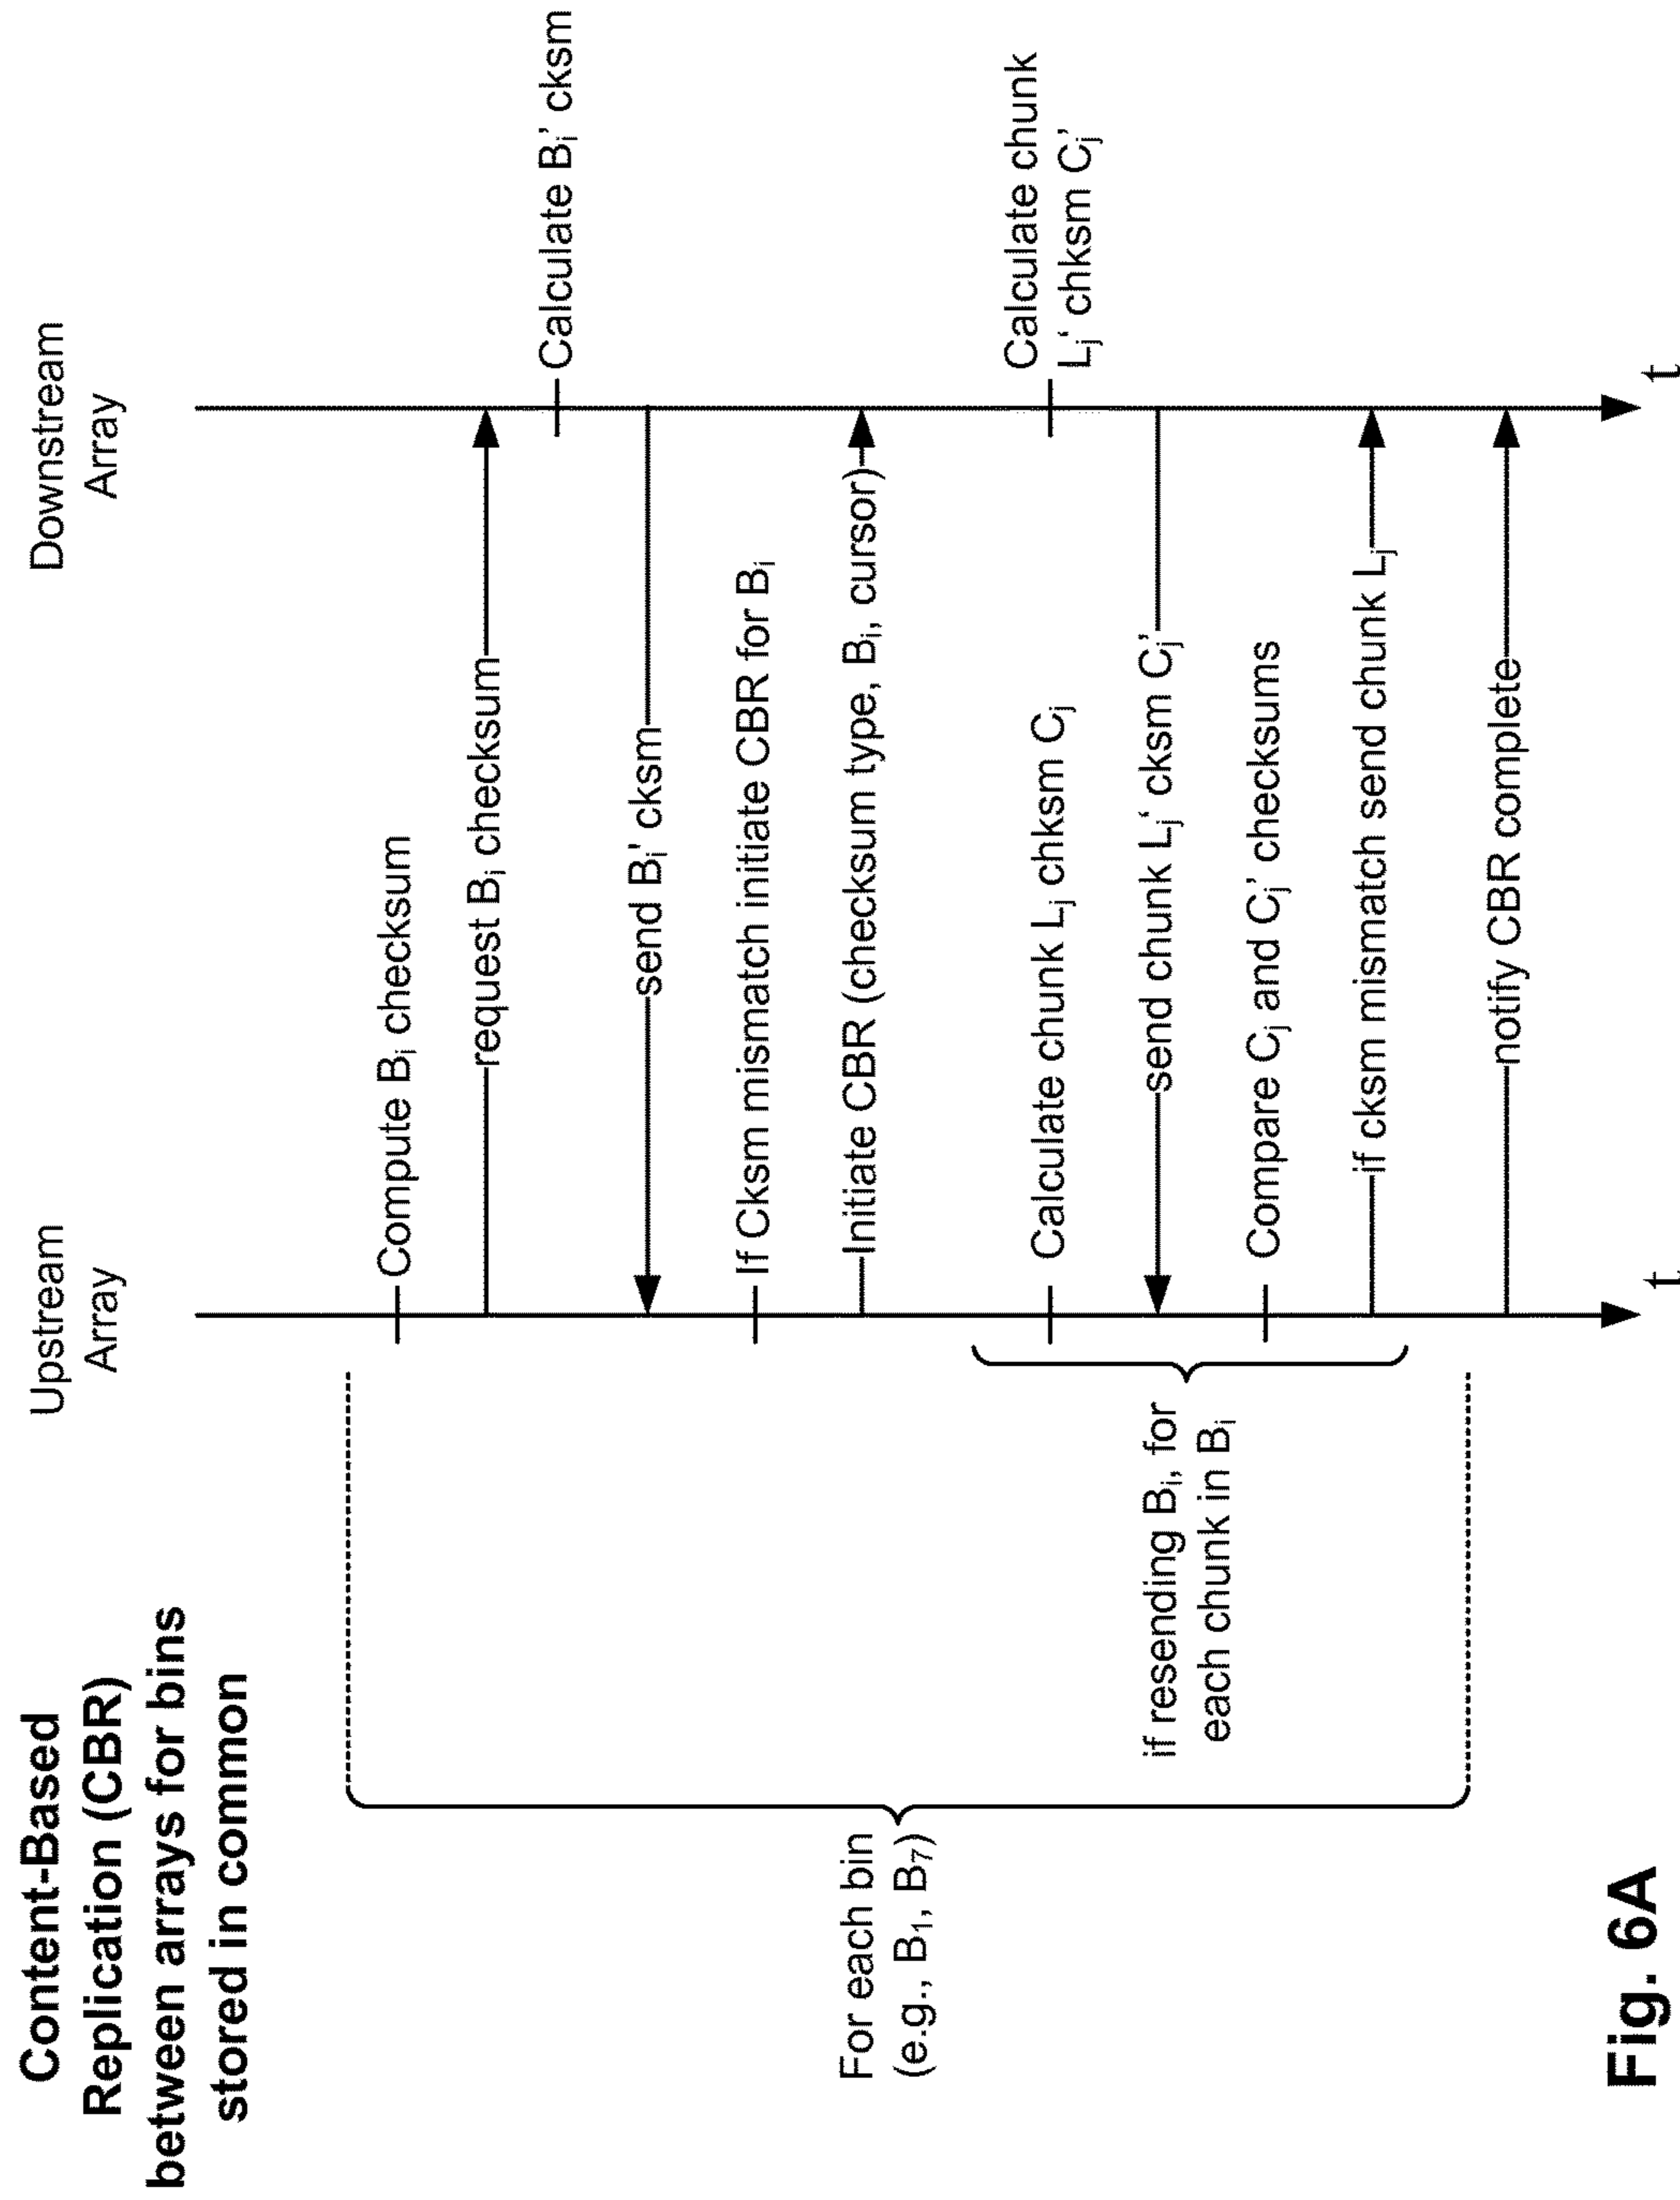 Content-Based
Replication (CBR)
between arrays for bins
stored in common
Upstream
Array
Downstream
Array
Compute Bi checksum
request Bi checksum
Calculate Bi' cksm
send Bi' cksm
If Cksm mismatch initiate CBR for Bi
Initiate CBR (checksum type, Bi, cursor)
For each bin
(e.g., B1, B7)
Calculate chunk Lj chksm Cj
Calculate chunk
Lj‘ chksm Cj’
send chunk Lj‘ cksm Cj’
if resending Bi, for
each chunk in Bi
Compare Cj and Cj’ checksums
if cksm mismatch send chunk Lj
notify CBR complete
t
t
Fig. 6A